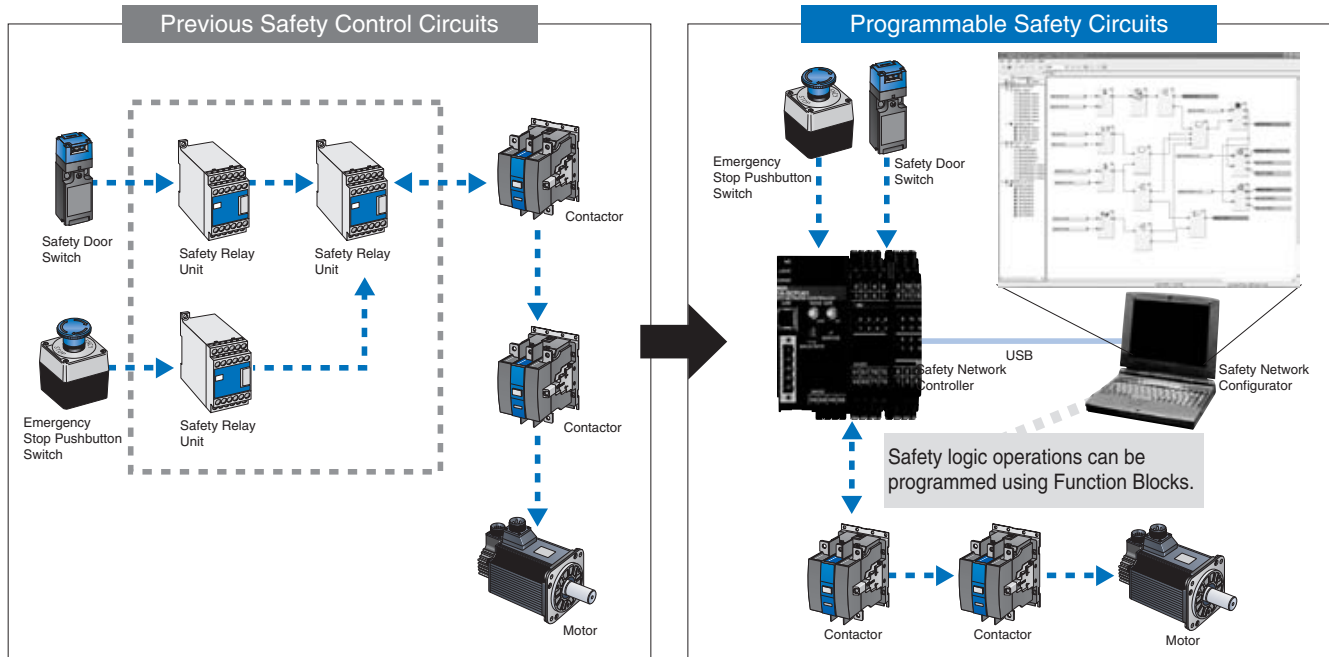 Previous Safety Control Circuits
Safety Door
Switch
Safety Relay
Unit
Safety Relay
Unit
Contactor
Emergency
Stop Pushbutton
Switch
Safety Relay
Unit
Contactor
Motor
Programmable Safety Circuits
Emergency
Stop Pushbutton
Switch
Safety Door
Switch
USB
Safety Network
Controller
Safety Network
Configurator
Safety logic operations can be
programmed using Function Blocks.
Contactor
Contactor
Motor